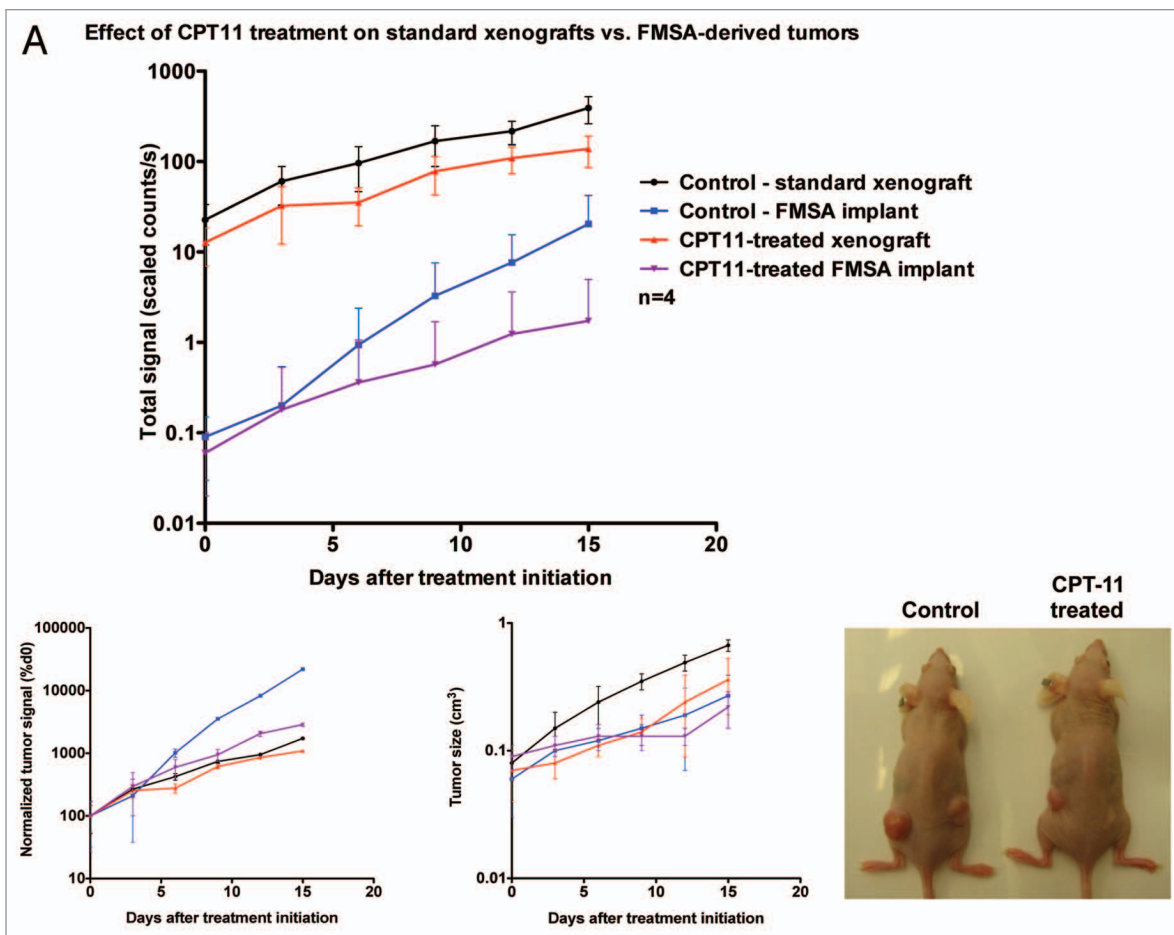 A
Effect of CPT11 treatment on standard xenografts vs. FMSA-derived tumors
Total signal (scaled counts/s)
1000
100
10
1
0.1
0.01
0
5
10
15
20
Days after treatment initiation
Control - standard xenograft
Control - FMSA implant
CPT11-treated xenograft
CPT11-treated FMSA implant
n=4
Normalized tumor signal (%d0)
100000
10000
1000
100
10
0
5
10
15
20
Days after treatment initiation
Tumor size (cm³)
1
0.1
0.01
0
5
10
15
20
Days after treatment initiation
Control
CPT-11
treated